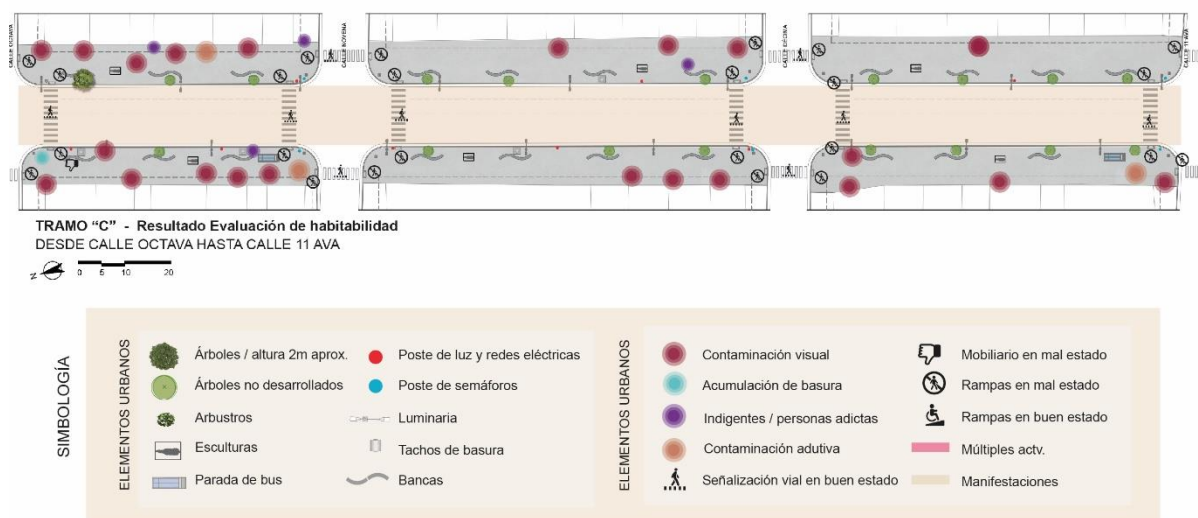 CALLE OCTAVA
CALLE NOVENA
CALLE DÉCIMA
CALLE 11 AVA
TRAMO “C” - Resultado Evaluación de habitabilidad
DESDE CALLE OCTAVA HASTA CALLE 11 AVA
N
0 5 10 20
SIMBOLOGÍA
ELEMENTOS URBANOS
Árboles / altura 2m aprox.
Árboles no desarrollados
Arbustros
Esculturas
Parada de bus
Poste de luz y redes eléctricas
Poste de semáforos
Luminaria
Tachos de basura
Bancas
ELEMENTOS URBANOS
Contaminación visual
Acumulación de basura
Indigentes / personas adictas
Contaminación adutiva
Señalización vial en buen estado
Mobiliario en mal estado
Rampas en mal estado
Rampas en buen estado
Múltiples actv.
Manifestaciones